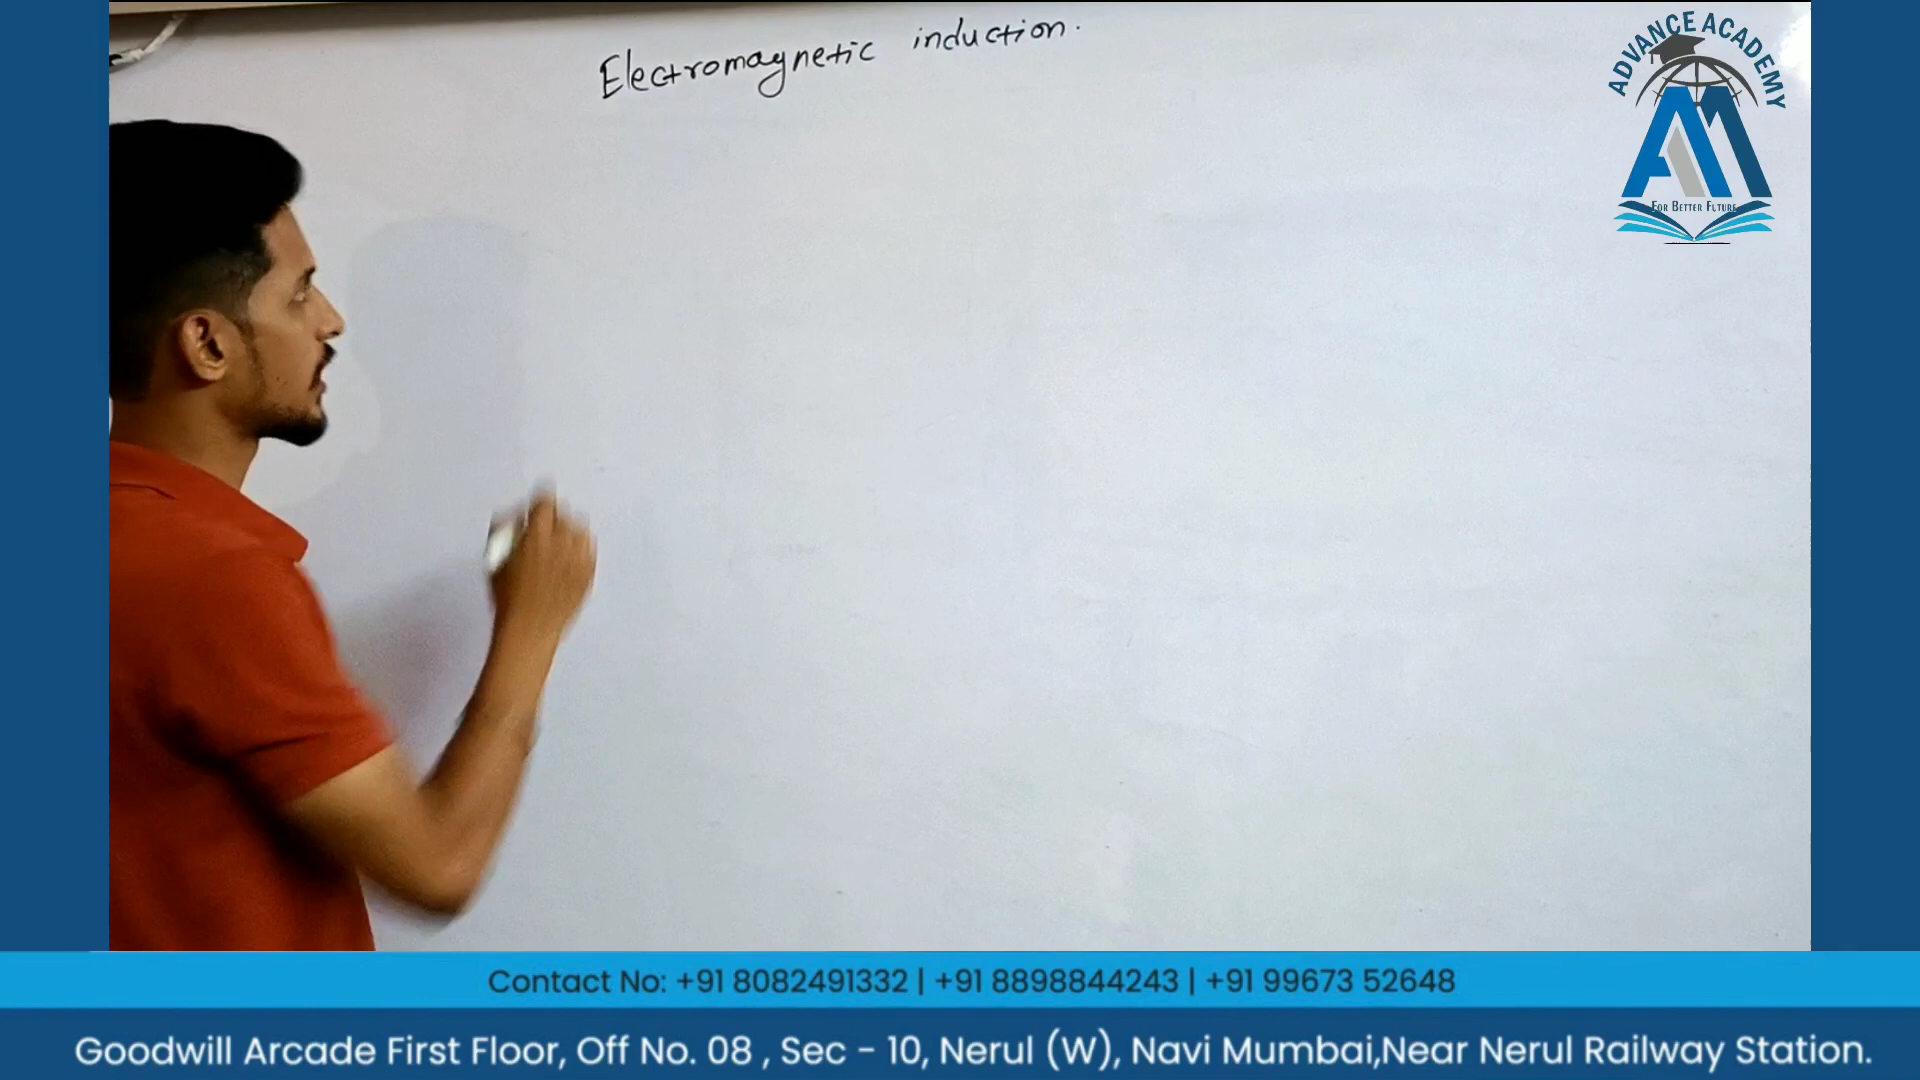 Electromagnetic induction.
ADVANCE ACADEMY
FOR BETTER FUTURE
Contact No: +91 8082491332 | +91 8898844243 | +91 99673 52648
Goodwill Arcade First Floor, Off No. 08 , Sec - 10, Nerul (W), Navi Mumbai,Near Nerul Railway Station.